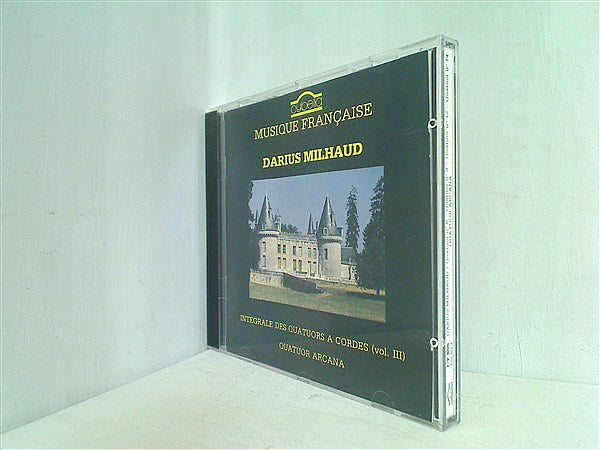 cybelia
MUSIQUE FRANÇAISE
DARIUS MILHAUD
INTEGRALE DES QUATUORS A CORDES (vol. III)
QUATUOR ARCANA